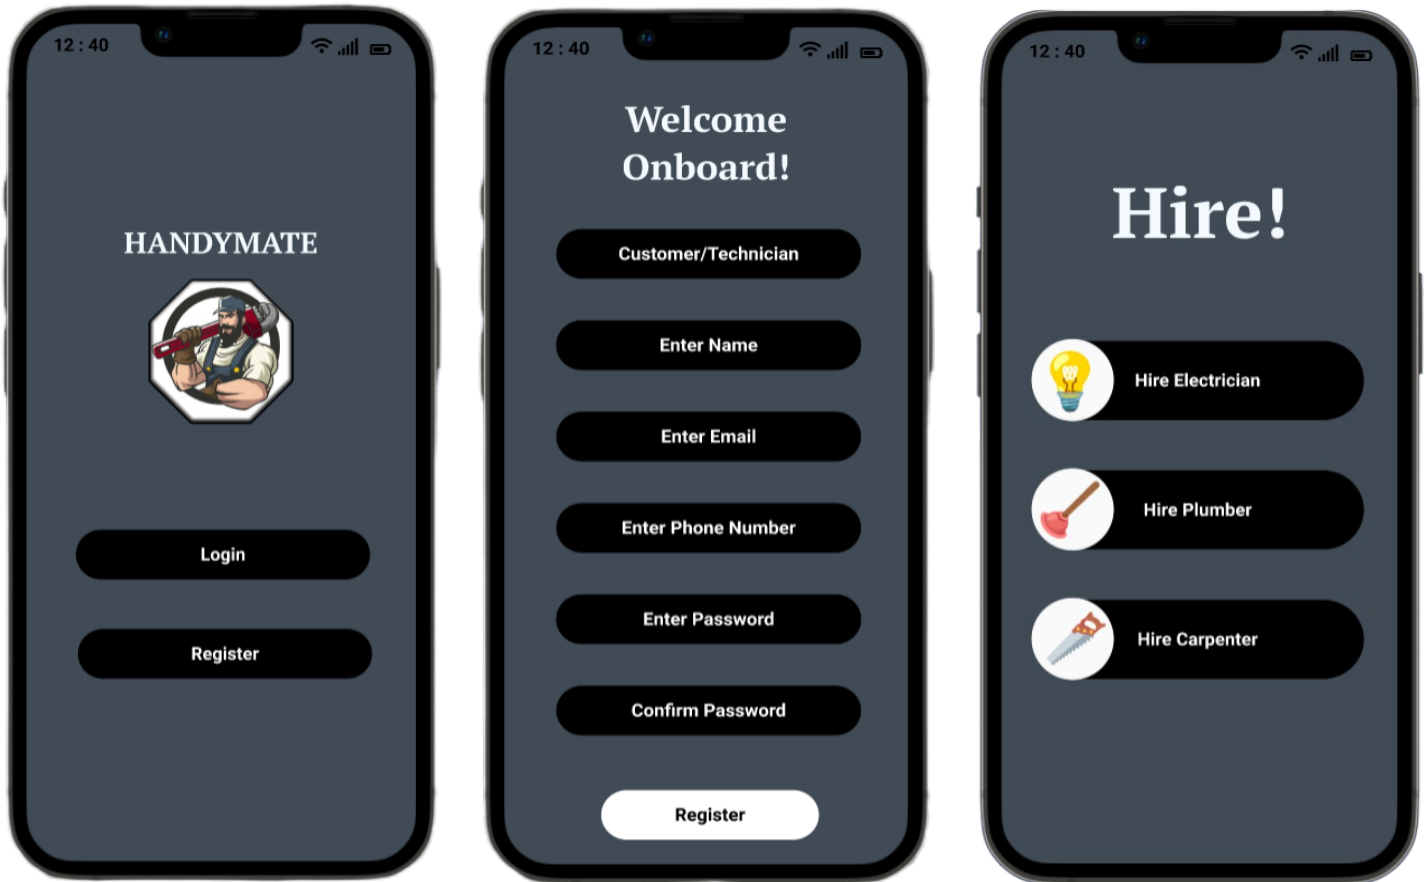 12 : 40
HANDYMATE
Login
Register
12 : 40
Welcome
Onboard!
Customer/Technician
Enter Name
Enter Email
Enter Phone Number
Enter Password
Confirm Password
Register
12 : 40
Hire!
Hire Electrician
Hire Plumber
Hire Carpenter